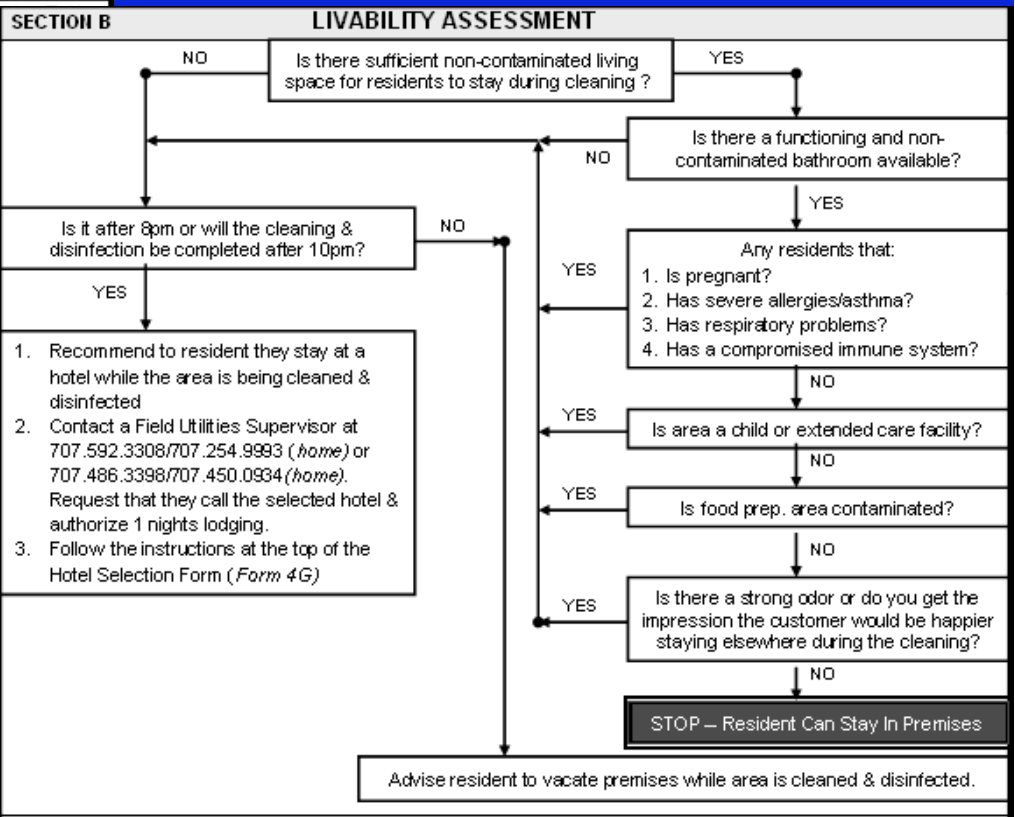 SECTION B
LIVABILITY ASSESSMENT
NO
Is there sufficient non-contaminated living
space for residents to stay during cleaning ?
YES
Is there a functioning and non-
contaminated bathroom available?
NO
YES
Is it after 8pm or will the cleaning &
disinfection be completed after 10pm?
NO
YES
Any residents that:
1. Is pregnant?
2. Has severe allergies/asthma?
3. Has respiratory problems?
4. Has a compromised immune system?
YES
NO
1. Recommend to resident they stay at a
hotel while the area is being cleaned &
disinfected
2. Contact a Field Utilities Supervisor at
707.592.3308/707.254.9993 (home) or
707.486.3398/707.450.0934 (home).
Request that they call the selected hotel &
authorize 1 nights lodging.
3. Follow the instructions at the top of the
Hotel Selection Form (Form 4G)
YES
Is area a child or extended care facility?
NO
YES
Is food prep. area contaminated?
NO
YES
Is there a strong odor or do you get the
impression the customer would be happier
staying elsewhere during the cleaning?
NO
STOP – Resident Can Stay In Premises
Advise resident to vacate premises while area is cleaned & disinfected.